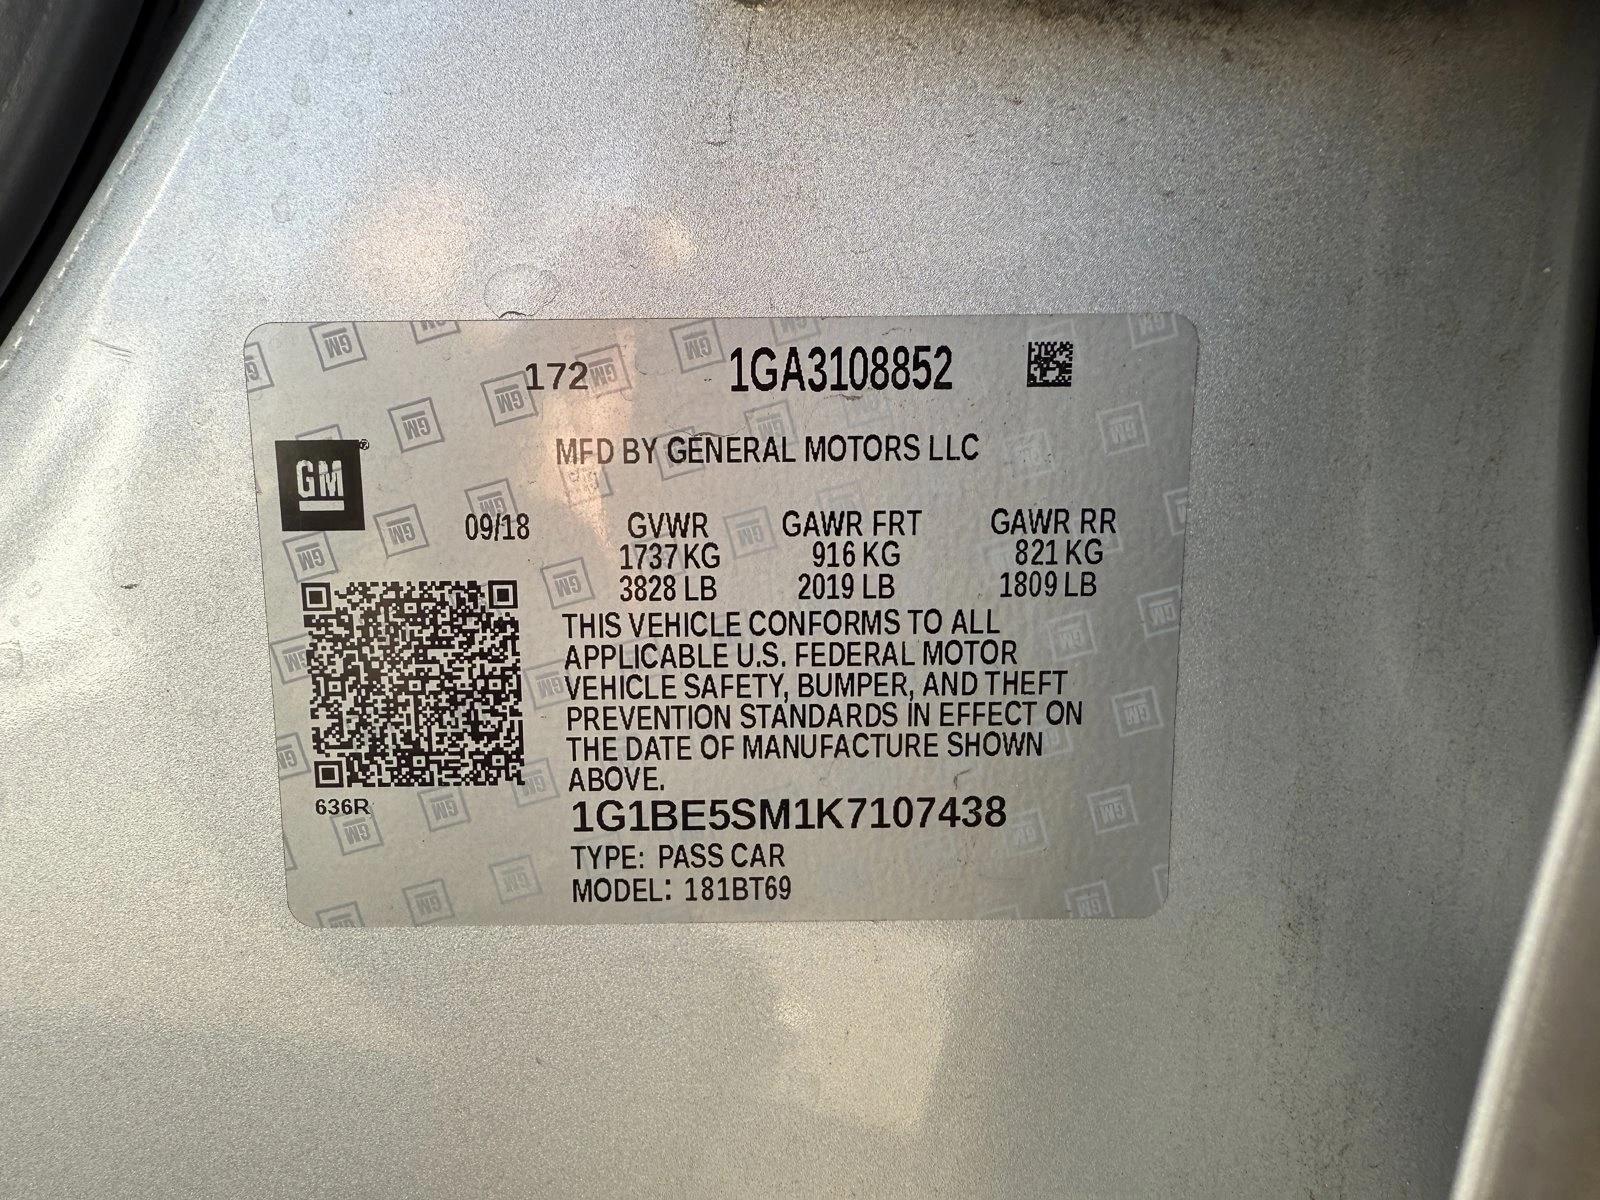 172 1GA3108852
MFD BY GENERAL MOTORS LLC
GM
®
09/18 GVWR GAWR FRT GAWR RR
1737 KG 916 KG 821 KG
3828 LB 2019 LB 1809 LB
THIS VEHICLE CONFORMS TO ALL
APPLICABLE U.S. FEDERAL MOTOR
VEHICLE SAFETY, BUMPER, AND THEFT
PREVENTION STANDARDS IN EFFECT ON
THE DATE OF MANUFACTURE SHOWN
ABOVE.
636R
1G1BE5SM1K7107438
TYPE: PASS CAR
MODEL: 181BT69